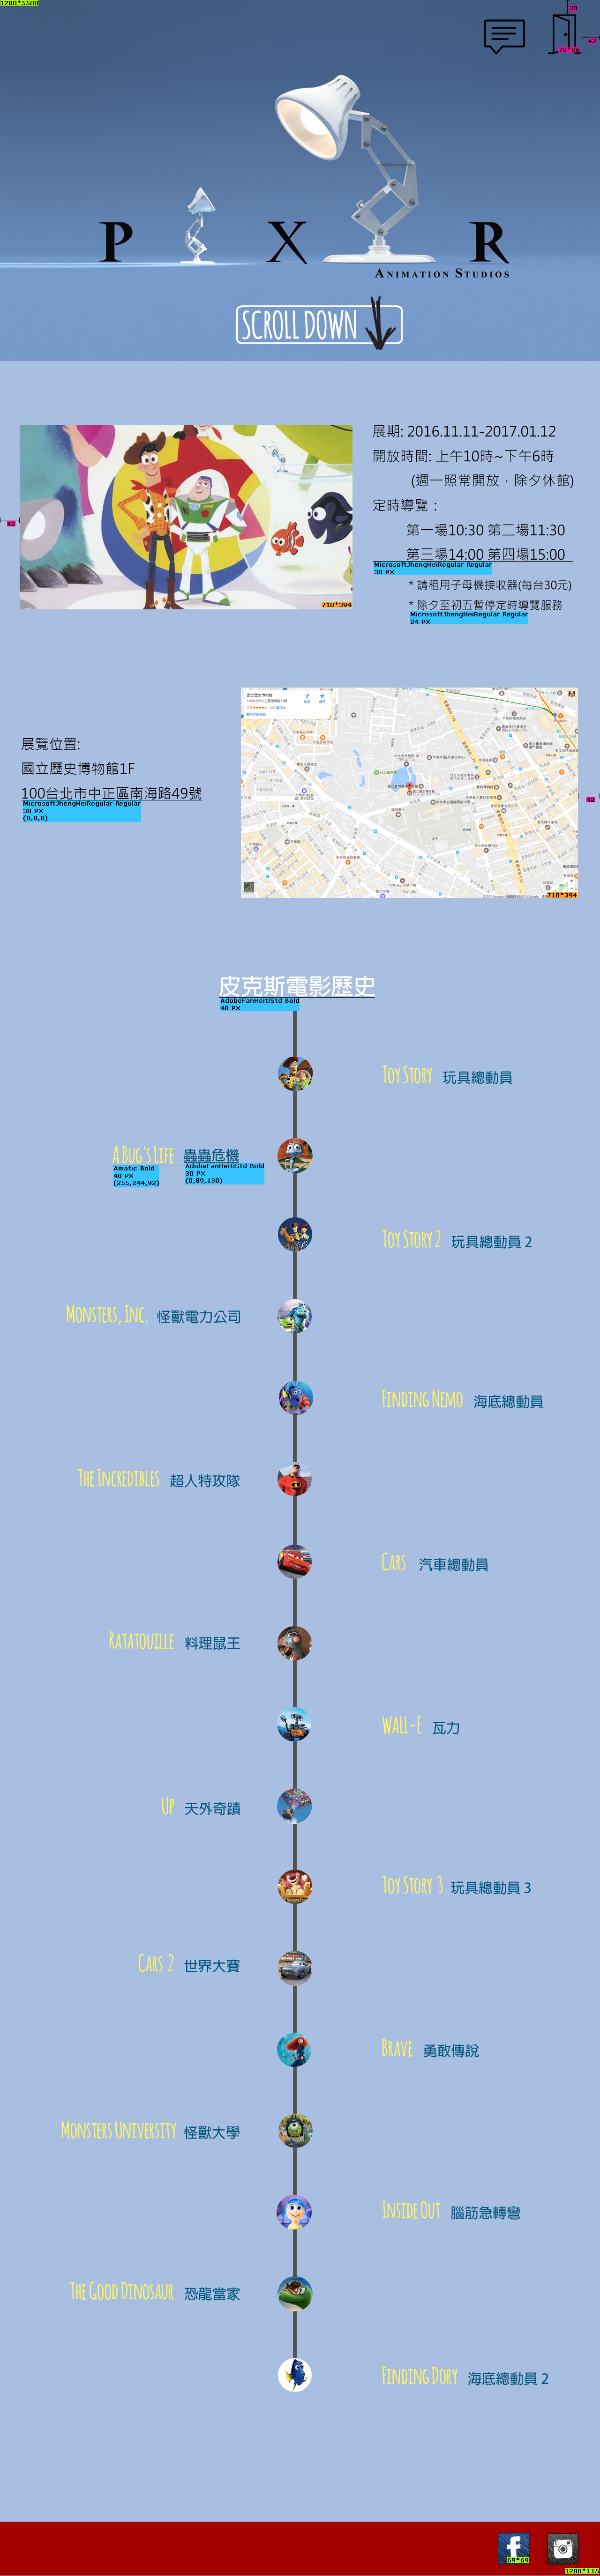 1280*5500
30
42
70*86
P X R
ANIMATION STUDIOS
SCROLL DOWN
展期: 2016.11.11-2017.01.12
開放時間: 上午10時~下午6時
(週一照常開放，除夕休館)
定時導覽：
第一場10:30 第二場11:30
第三場14:00 第四場15:00
MicrosoftJhengHeiRegular Regular
30 PX
* 請租用子母機接收器(每台30元)
* 除夕至初五暫停定時導覽服務
MicrosoftJhengHeiRegular Regular
24 PX
42
710*394
展覽位置:
國立歷史博物館1F
100台北市中正區南海路49號
MicrosoftJhengHeiRegular Regular
30 PX
(0,0,0)
國立歷史博物館
42
710*394
皮克斯電影歷史
AdobeFanHeitiStd Bold
48 PX
TOY STORY 玩具總動員
A BUG'S LIFE 蟲蟲危機
Amatic Bold
48 PX
(255,244,92)
AdobeFanHeitiStd Bold
30 PX
(0,89,130)
TOY STORY 2 玩具總動員 2
MONSTERS, INC. 怪獸電力公司
FINDING NEMO 海底總動員
THE INCREDIBLES 超人特攻隊
CARS 汽車總動員
RATATOUILLE 料理鼠王
WALL-E 瓦力
UP 天外奇蹟
TOY STORY 3 玩具總動員 3
CARS 2 世界大賽
BRAVE 勇敢傳說
MONSTERS UNIVERSITY 怪獸大學
INSIDE OUT 腦筋急轉彎
THE GOOD DINOSAUR 恐龍當家
FINDING DORY 海底總動員 2
69*69
1280*115